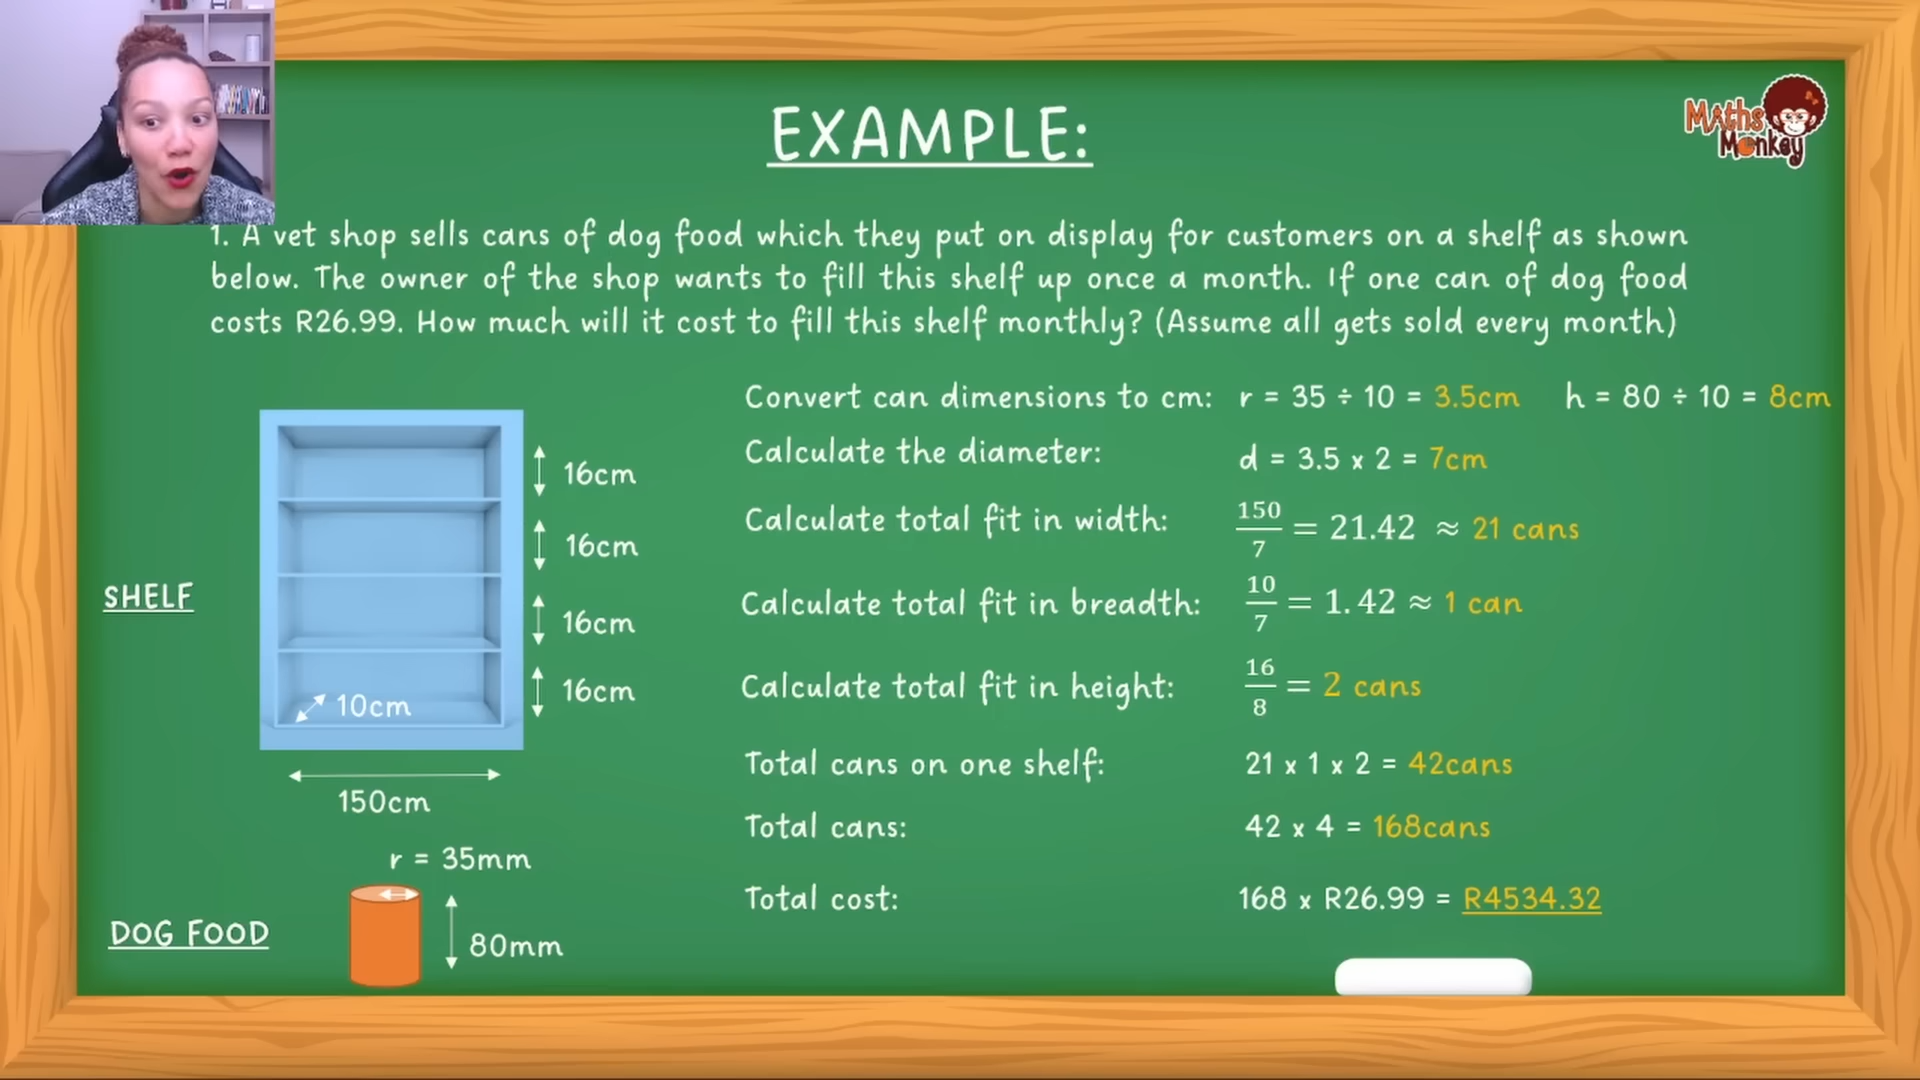 EXAMPLE:
Maths
Monkey
1. A vet shop sells cans of dog food which they put on display for customers on a shelf as shown
below. The owner of the shop wants to fill this shelf up once a month. If one can of dog food
costs R26.99. How much will it cost to fill this shelf monthly? (Assume all gets sold every month)
SHELF
16cm
16cm
16cm
16cm
10cm
150cm
DOG FOOD
r = 35mm
80mm
Convert can dimensions to cm: r = 35 ÷ 10 = 3.5cm h = 80 ÷ 10 = 8cm
Calculate the diameter: d = 3.5 x 2 = 7cm
Calculate total fit in width: 150/7 = 21.42 ≈ 21 cans
Calculate total fit in breadth: 10/7 = 1.42 ≈ 1 can
Calculate total fit in height: 16/8 = 2 cans
Total cans on one shelf: 21 x 1 x 2 = 42cans
Total cans: 42 x 4 = 168cans
Total cost: 168 x R26.99 = R4534.32